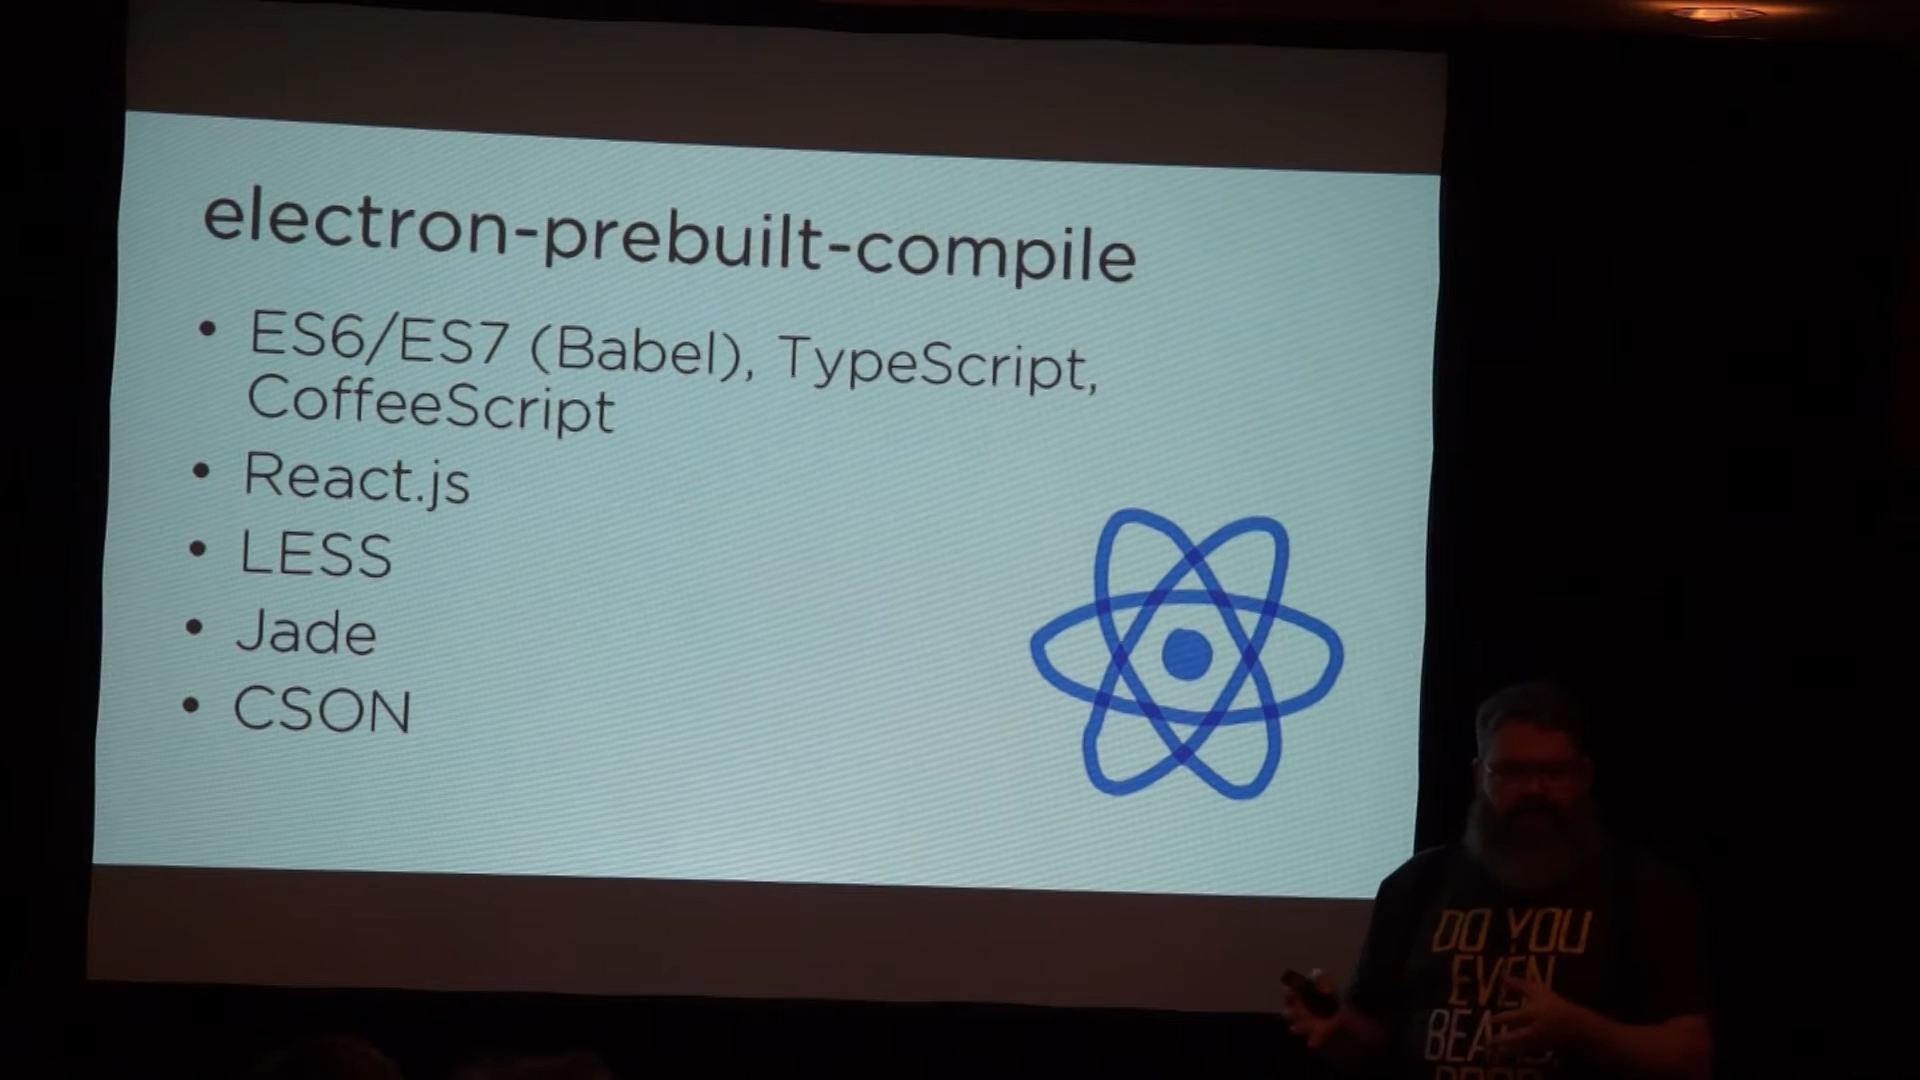 electron-prebuilt-compile
• ES6/ES7 (Babel), TypeScript,
CoffeeScript
• React.js
• LESS
• Jade
• CSON
DO YOU
EVEN